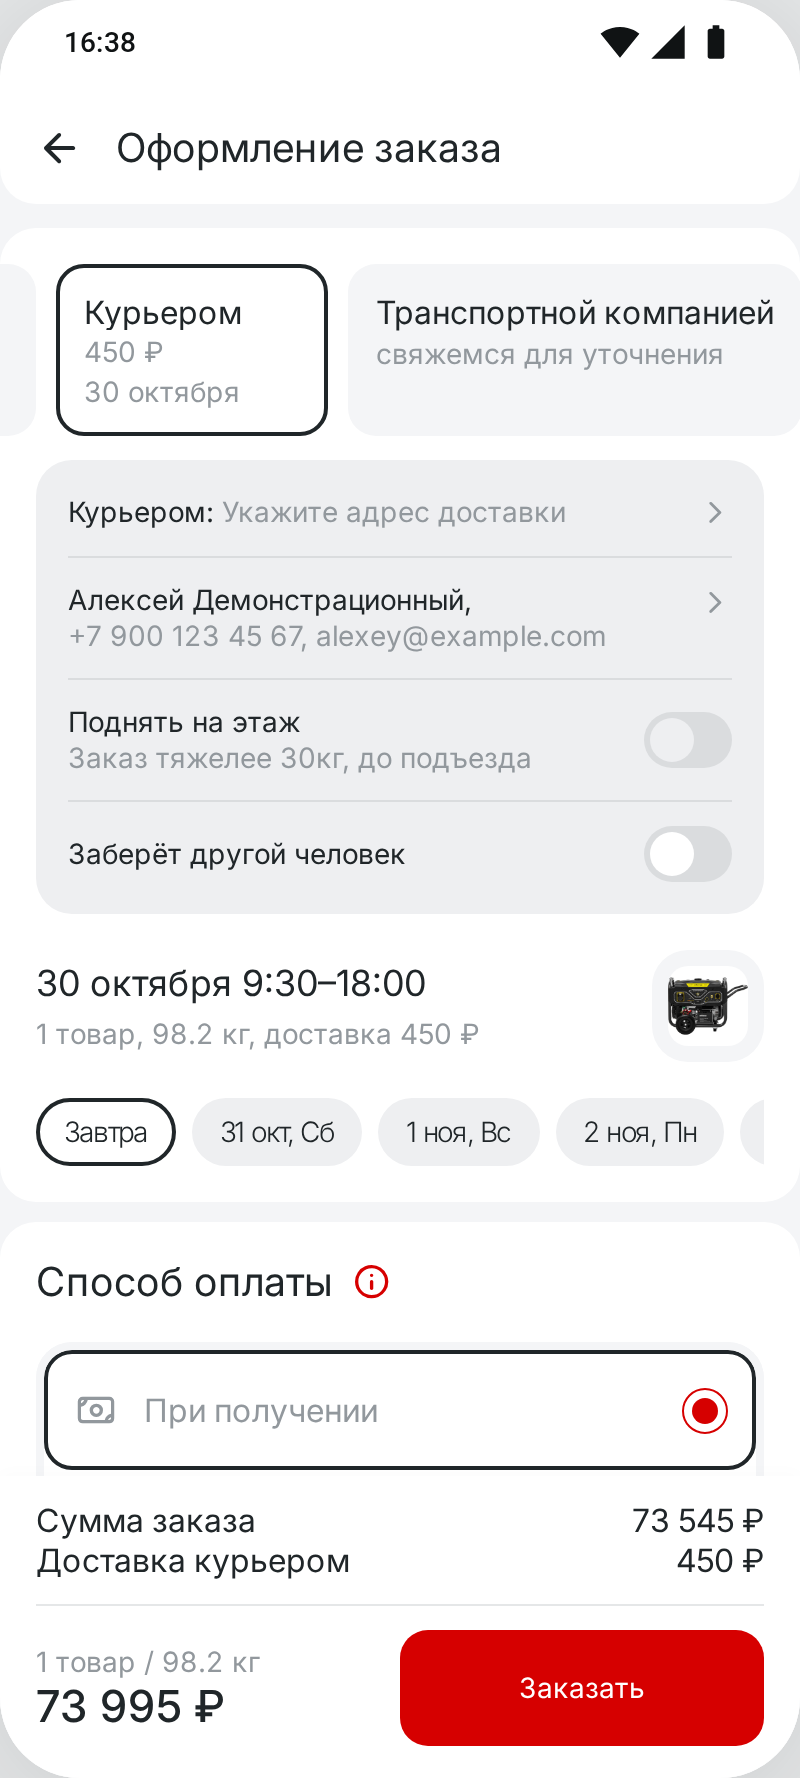 16:38
Оформление заказа
Курьером
450 ₽
30 октября
Транспортной компанией
свяжемся для уточнения
Курьером: Укажите адрес доставки
Алексей Демонстрационный,
+7 900 123 45 67, alexey@example.com
Поднять на этаж
Заказ тяжелее 30кг, до подъезда
Заберёт другой человек
30 октября 9:30–18:00
1 товар, 98.2 кг, доставка 450 ₽
Завтра
31 окт, Сб
1 ноя, Вс
2 ноя, Пн
Способ оплаты
При получении
Сумма заказа 73 545 ₽
Доставка курьером 450 ₽
1 товар / 98.2 кг
73 995 ₽
Заказать